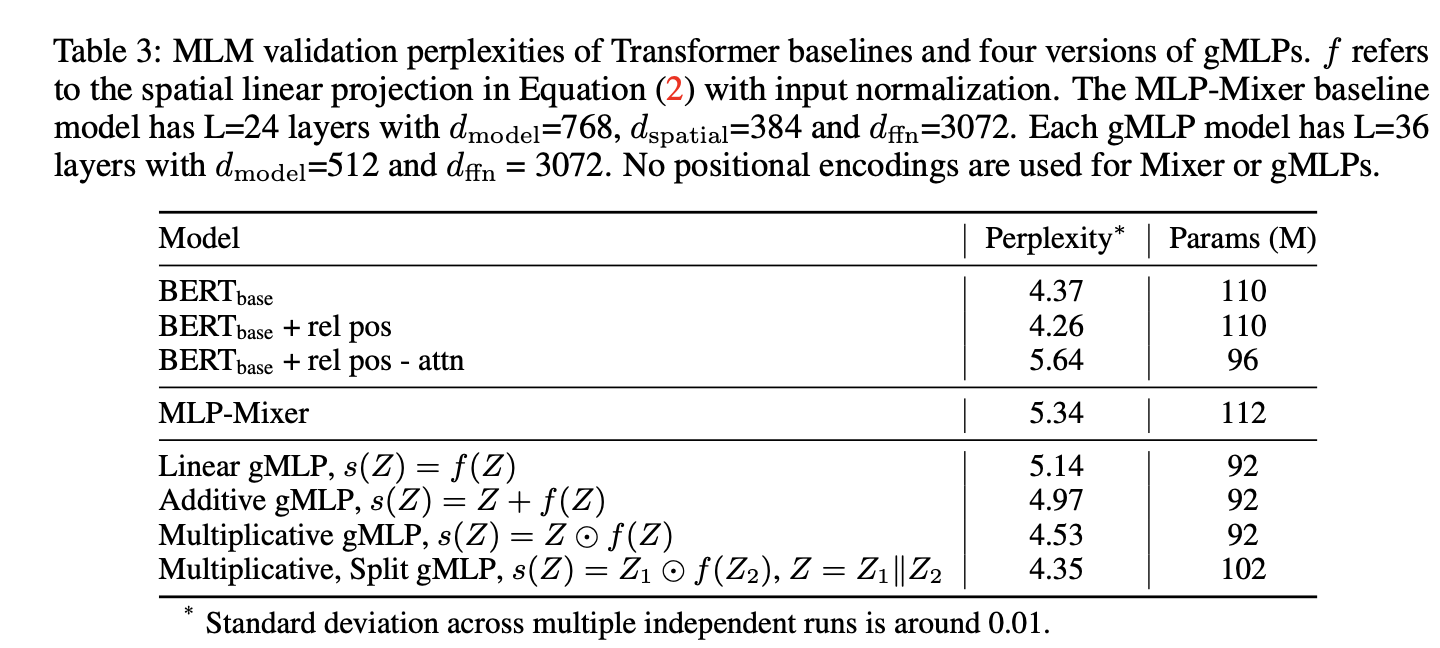 Table 3: MLM validation perplexities of Transformer baselines and four versions of gMLPs. f refers
to the spatial linear projection in Equation (2) with input normalization. The MLP-Mixer baseline
model has L=24 layers with d_model=768, d_spatial=384 and d_ffn=3072. Each gMLP model has L=36
layers with d_model=512 and d_ffn = 3072. No positional encodings are used for Mixer or gMLPs.
Model | Perplexity* | Params (M)
BERT_base | 4.37 | 110
BERT_base + rel pos | 4.26 | 110
BERT_base + rel pos - attn | 5.64 | 96
MLP-Mixer | 5.34 | 112
Linear gMLP, s(Z) = f(Z) | 5.14 | 92
Additive gMLP, s(Z) = Z + f(Z) | 4.97 | 92
Multiplicative gMLP, s(Z) = Z ⊙ f(Z) | 4.53 | 92
Multiplicative, Split gMLP, s(Z) = Z₁ ⊙ f(Z₂), Z = Z₁‖Z₂ | 4.35 | 102
* Standard deviation across multiple independent runs is around 0.01.